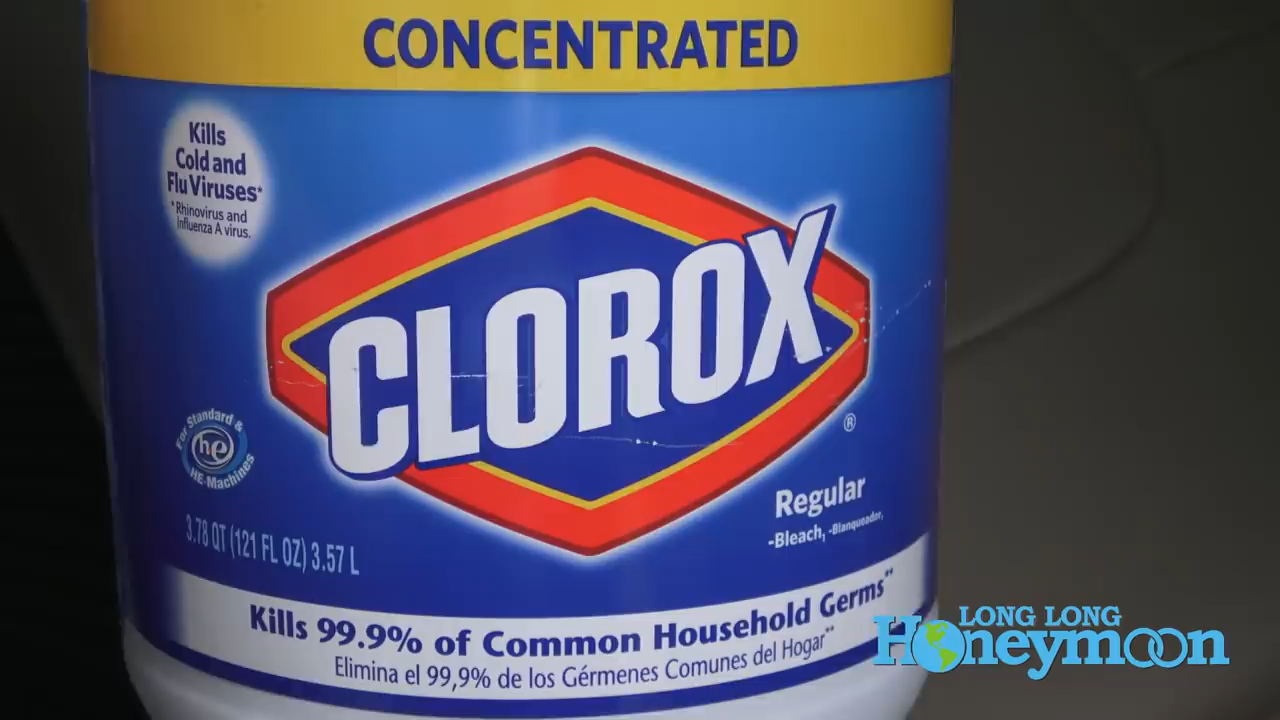 CONCENTRATED
Kills
Cold and
Flu Viruses*
*Rhinovirus and
influenza A virus.
CLOROX
®
For Standard &
he
HE-Machines
Regular
-Bleach, -Blanqueador,
3.78 QT (121 FL OZ) 3.57 L
Kills 99.9% of Common Household Germs**
Elimina el 99,9% de los Gérmenes Comunes del Hogar**
LONG LONG
Honeymoon